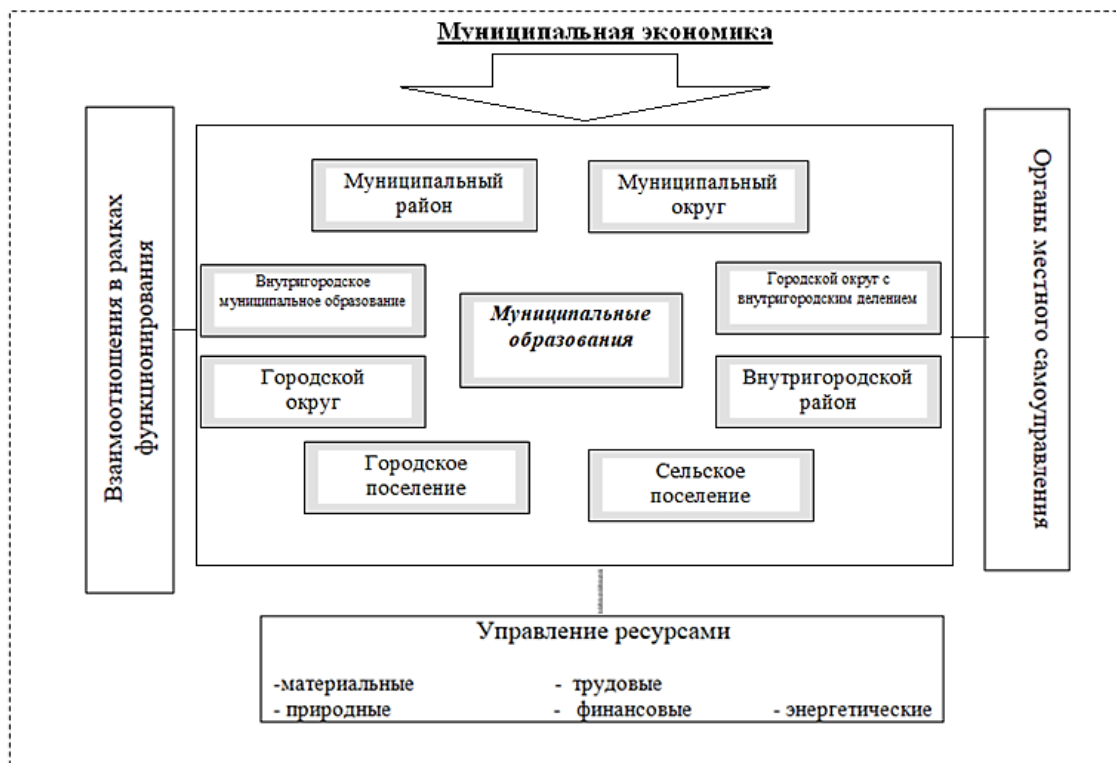 Муниципальная экономика
Взаимоотношения в рамках
функционирования
Муниципальный
район
Муниципальный
округ
Внутригородское
муниципальное образование
Городской округ с
внутригородским делением
Муниципальные
образования
Городской
округ
Внутригородской
район
Городское
поселение
Сельское
поселение
Органы местного самоуправления
Управление ресурсами
-материальные - трудовые
- природные - финансовые - энергетические